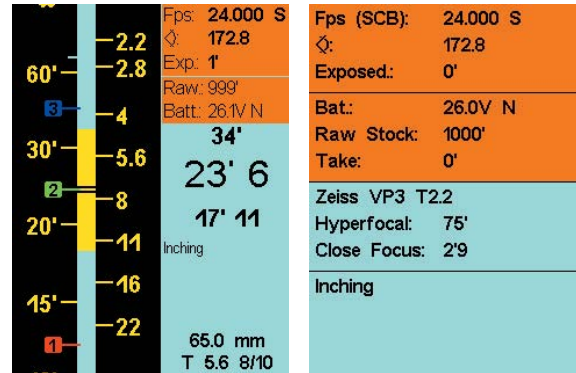 Fps: 24.000 S
172.8
Exp: 1'
Raw: 999'
Batt: 26.1V N
34'
23' 6
17' 11
Inching
65.0 mm
T 5.6 8/10
60'
30'
20'
15'
3
2
1
2.2
2.8
4
5.6
8
11
16
22
Fps (SCB): 24.000 S
172.8
Exposed.: 0'
Bat.: 26.0V N
Raw Stock: 1000'
Take: 0'
Zeiss VP3 T2.2
Hyperfocal: 75'
Close Focus: 2'9
Inching